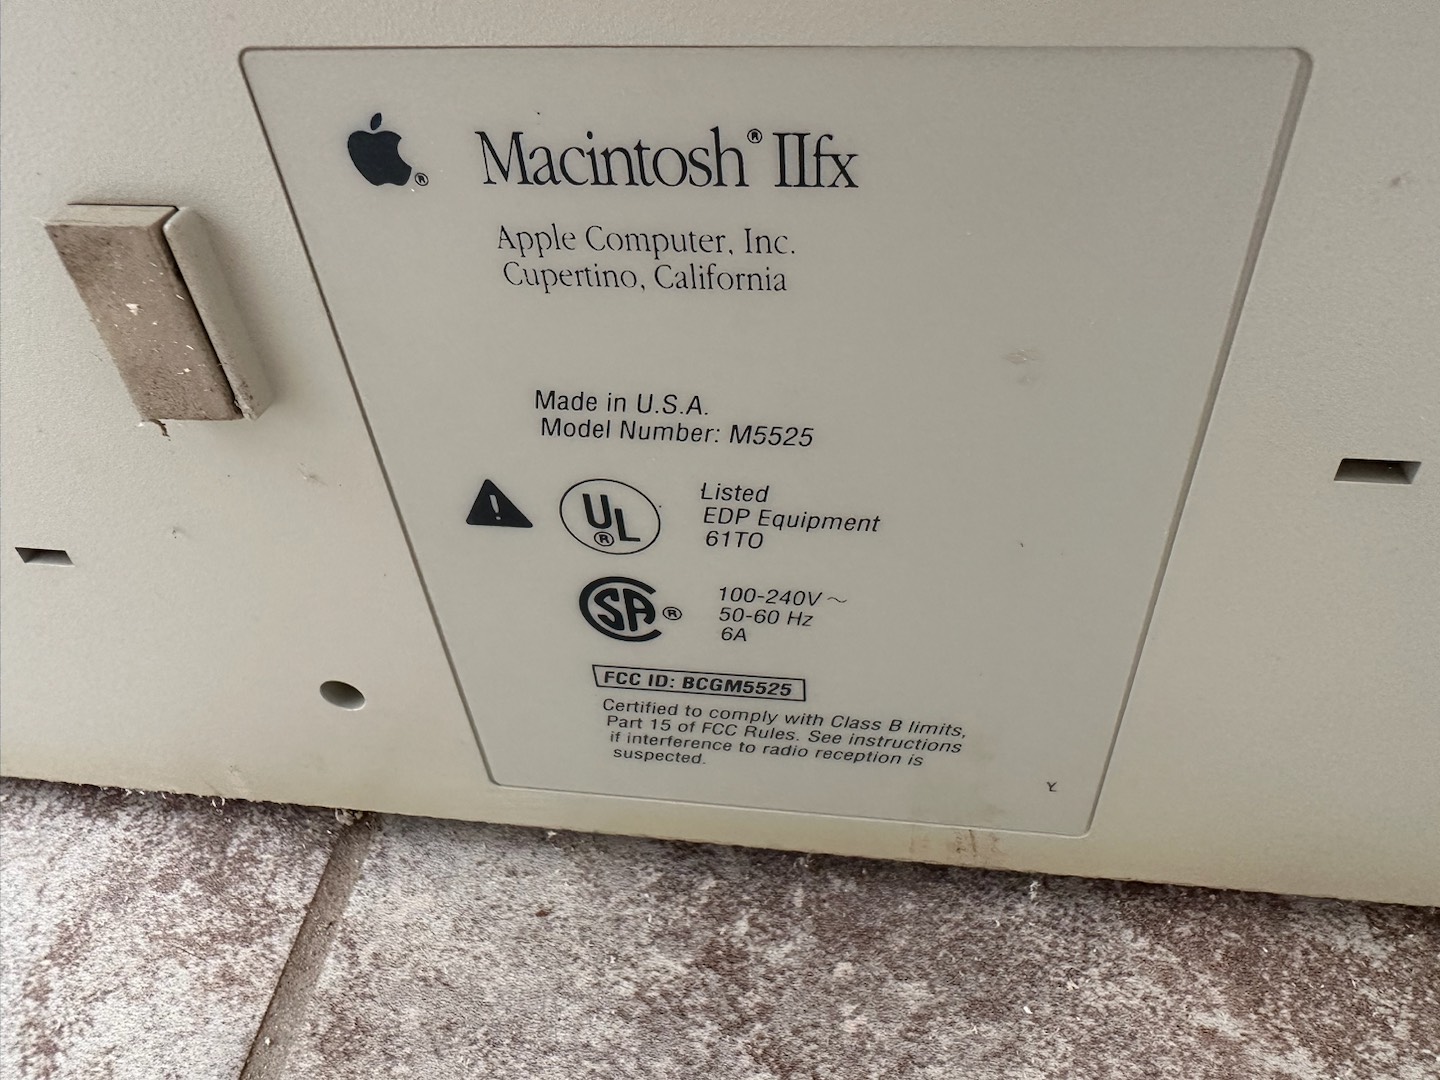 Macintosh® IIfx
®
Apple Computer, Inc.
Cupertino, California
Made in U.S.A.
Model Number: M5525
UL
®
Listed
EDP Equipment
61TO
SA ®
100-240V ~
50-60 Hz
6A
FCC ID: BCGM5525
Certified to comply with Class B limits,
Part 15 of FCC Rules. See instructions
if interference to radio reception is
suspected.
Y